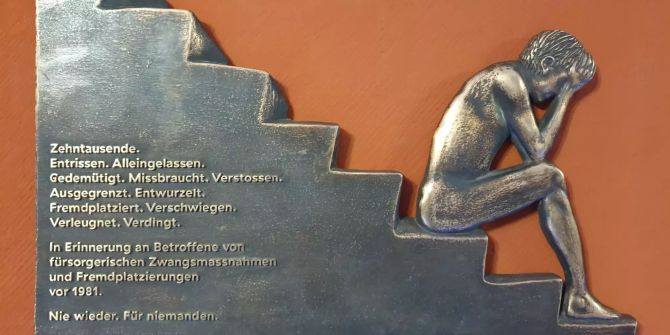 Zehntausende.
Entrissen. Alleingelassen.
Gedemütigt. Missbraucht. Verstossen.
Ausgegrenzt. Entwurzelt.
Fremdplatziert. Verschwiegen.
Verleugnet. Verdingt.
In Erinnerung an Betroffene von
fürsorgerischen Zwangsmassnahmen
und Fremdplatzierungen
vor 1981.
Nie wieder. Für niemanden.